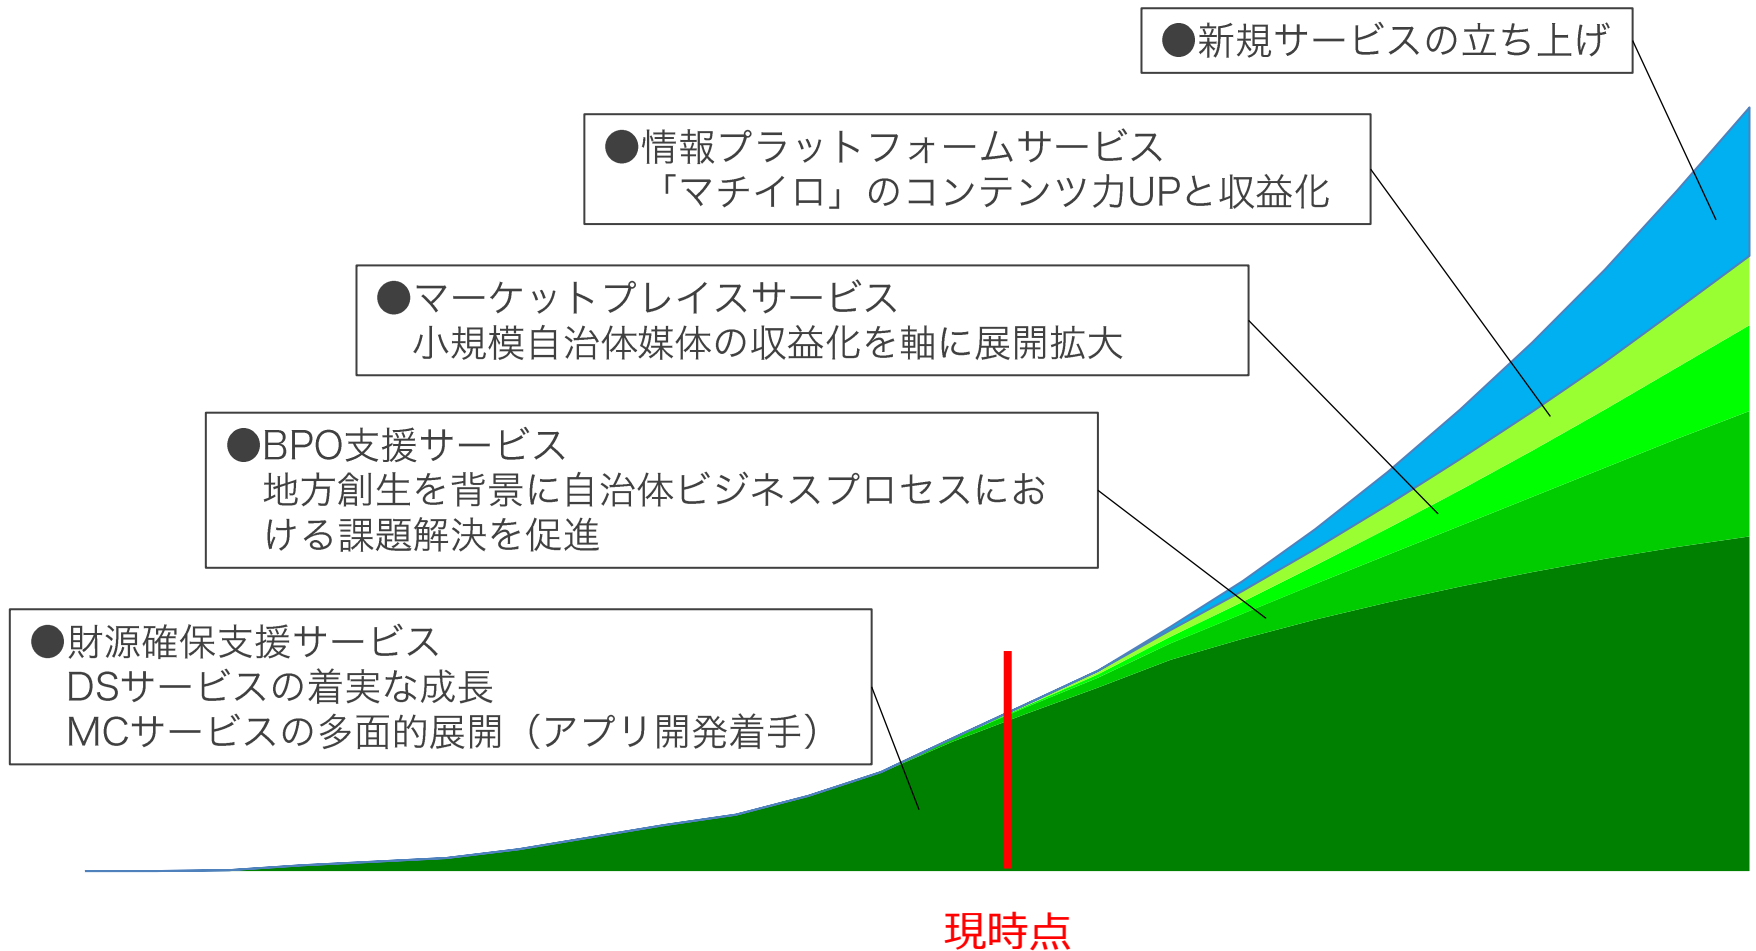 ●新規サービスの立ち上げ
●情報プラットフォームサービス
「マチイロ」のコンテンツ力UPと収益化
●マーケットプレイスサービス
小規模自治体媒体の収益化を軸に展開拡大
●BPO支援サービス
地方創生を背景に自治体ビジネスプロセスにお
ける課題解決を促進
●財源確保支援サービス
DSサービスの着実な成長
MCサービスの多面的展開（アプリ開発着手）
現時点